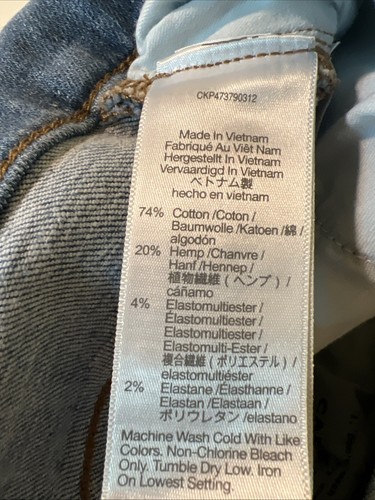 CKP473790312
Made In Vietnam
Fabriqué Au Viêt Nam
Hergestellt In Vietnam
Vervaardigd In Vietnam
ベトナム製
hecho en vietnam
74% Cotton /Coton /
Baumwolle /Katoen /綿 /
algodón
20% Hemp /Chanvre /
Hanf /Hennep /
植物繊維 ( ヘンプ ) /
cáñamo
4% Elastomultiester /
Élastomultiester /
Elastomultiester /
Elastomulti-Ester /
複合繊維 ( ポリエステル ) /
elastomultiéster
2% Elastane /Élasthanne /
Elastan /Elastaan /
ポリウレタン /elastano
Machine Wash Cold With Like
Colors. Non-Chlorine Bleach
Only. Tumble Dry Low. Iron
On Lowest Setting.